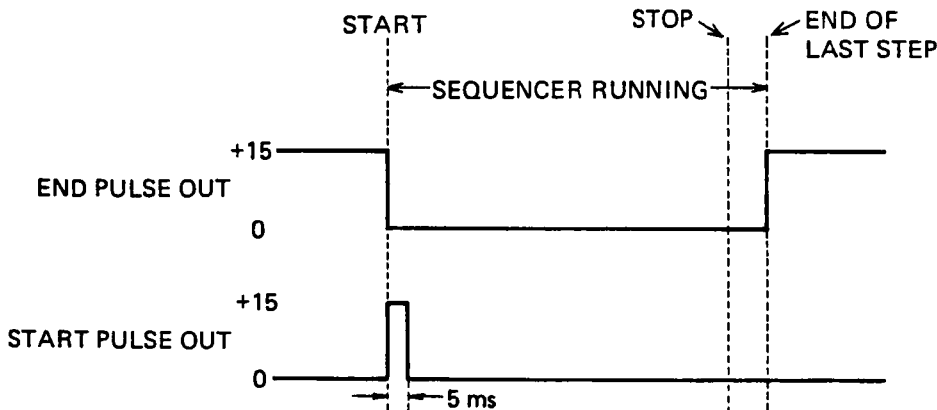 START
STOP
END OF
LAST STEP
SEQUENCER RUNNING
+15
END PULSE OUT
0
+15
START PULSE OUT
0
5 ms